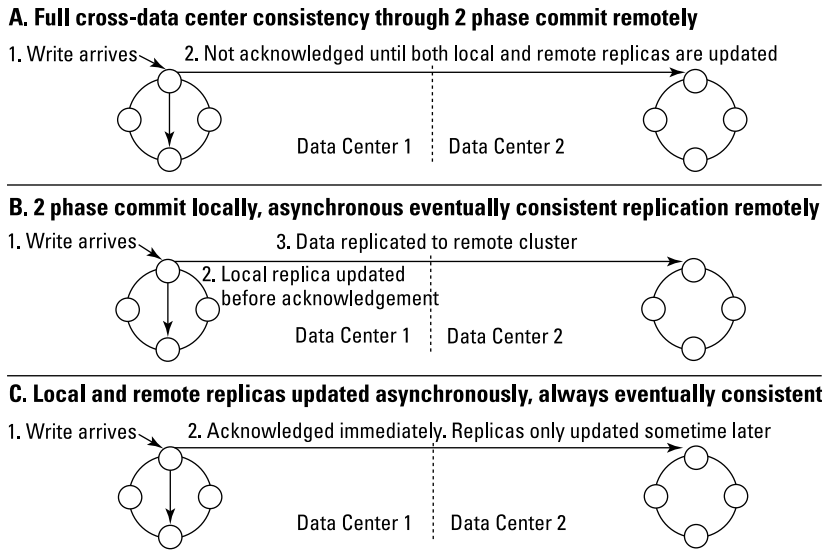 A. Full cross-data center consistency through 2 phase commit remotely
1. Write arrives
2. Not acknowledged until both local and remote replicas are updated
Data Center 1
Data Center 2
B. 2 phase commit locally, asynchronous eventually consistent replication remotely
1. Write arrives
3. Data replicated to remote cluster
2. Local replica updated
before acknowledgement
Data Center 1
Data Center 2
C. Local and remote replicas updated asynchronously, always eventually consistent
1. Write arrives
2. Acknowledged immediately. Replicas only updated sometime later
Data Center 1
Data Center 2